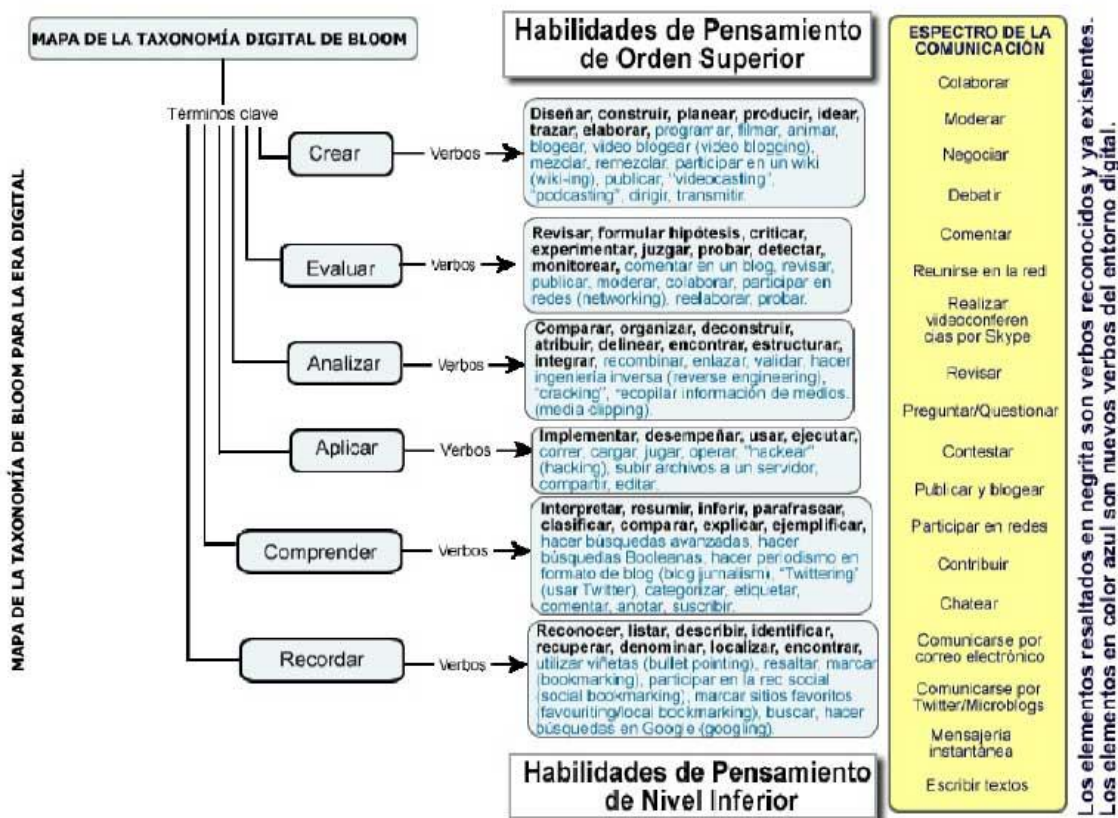 MAPA DE LA TAXONOMÍA DIGITAL DE BLOOM
Términos clave
MAPA DE LA TAXONOMÍA DE BLOOM PARA LA ERA DIGITAL
Habilidades de Pensamiento
de Orden Superior
Crear
Verbos
Diseñar, construir, planear, producir, idear,
trazar, elaborar, programar, filmar, animar,
blogear, video blogear (video blogging),
mezclar, remezclar, participar en un wiki
(wiki-ing), publicar, "videocasting",
"podcasting", dirigir, transmitir.
Evaluar
Verbos
Revisar, formular hipótesis, criticar,
experimentar, juzgar, probar, detectar,
monitorear, comentar en un blog, revisar,
publicar, moderar, colaborar, participar en
redes (networking), reelaborar, probar.
Analizar
Verbos
Comparar, organizar, deconstruir,
atribuir, delinear, encontrar, estructurar,
integrar, recombinar, enlazar, validar, hacer
ingeniería inversa (reverse engineering),
"cracking", recopilar información de medios.
(media clipping).
Aplicar
Verbos
Implementar, desempeñar, usar, ejecutar,
correr, cargar, jugar, operar, "hackear"
(hacking), subir archivos a un servidor,
compartir, editar.
Comprender
Verbos
Interpretar, resumir, inferir, parafrasear,
clasificar, comparar, explicar, ejemplificar,
hacer búsquedas avanzadas, hacer
búsquedas Booleanas, hacer periodismo en
formato de blog (blog jurnalism), "Twittering"
(usar Twitter), categorizar, etiquetar,
comentar, anotar, suscribir.
Recordar
Verbos
Reconocer, listar, describir, identificar,
recuperar, denominar, localizar, encontrar,
utilizar viñetas (bullet pointing), resaltar, marcar
(bookmarking), participar en la rec social
(social bookmarking), marcar sitios favoritos
(favouriting/local bookmarking), buscar, hacer
búsquedas en Google (googling).
Habilidades de Pensamiento
de Nivel Inferior
ESPECTRO DE LA
COMUNICACIÓN
Colaborar
Moderar
Negociar
Debatir
Comentar
Reunirse en la red
Realizar
videoconferen
cias por Skype
Revisar
Preguntar/Questionar
Contestar
Publicar y blogear
Participar en redes
Contribuir
Chatear
Comunicarse por
correo electrónico
Comunicarse por
Twitter/Microblogs
Mensajería
instantánea
Escribir textos
Los elementos resaltados en negrita son verbos reconocidos y ya existentes.
Los elementos en color azul son nuevos verbos del entorno digital.